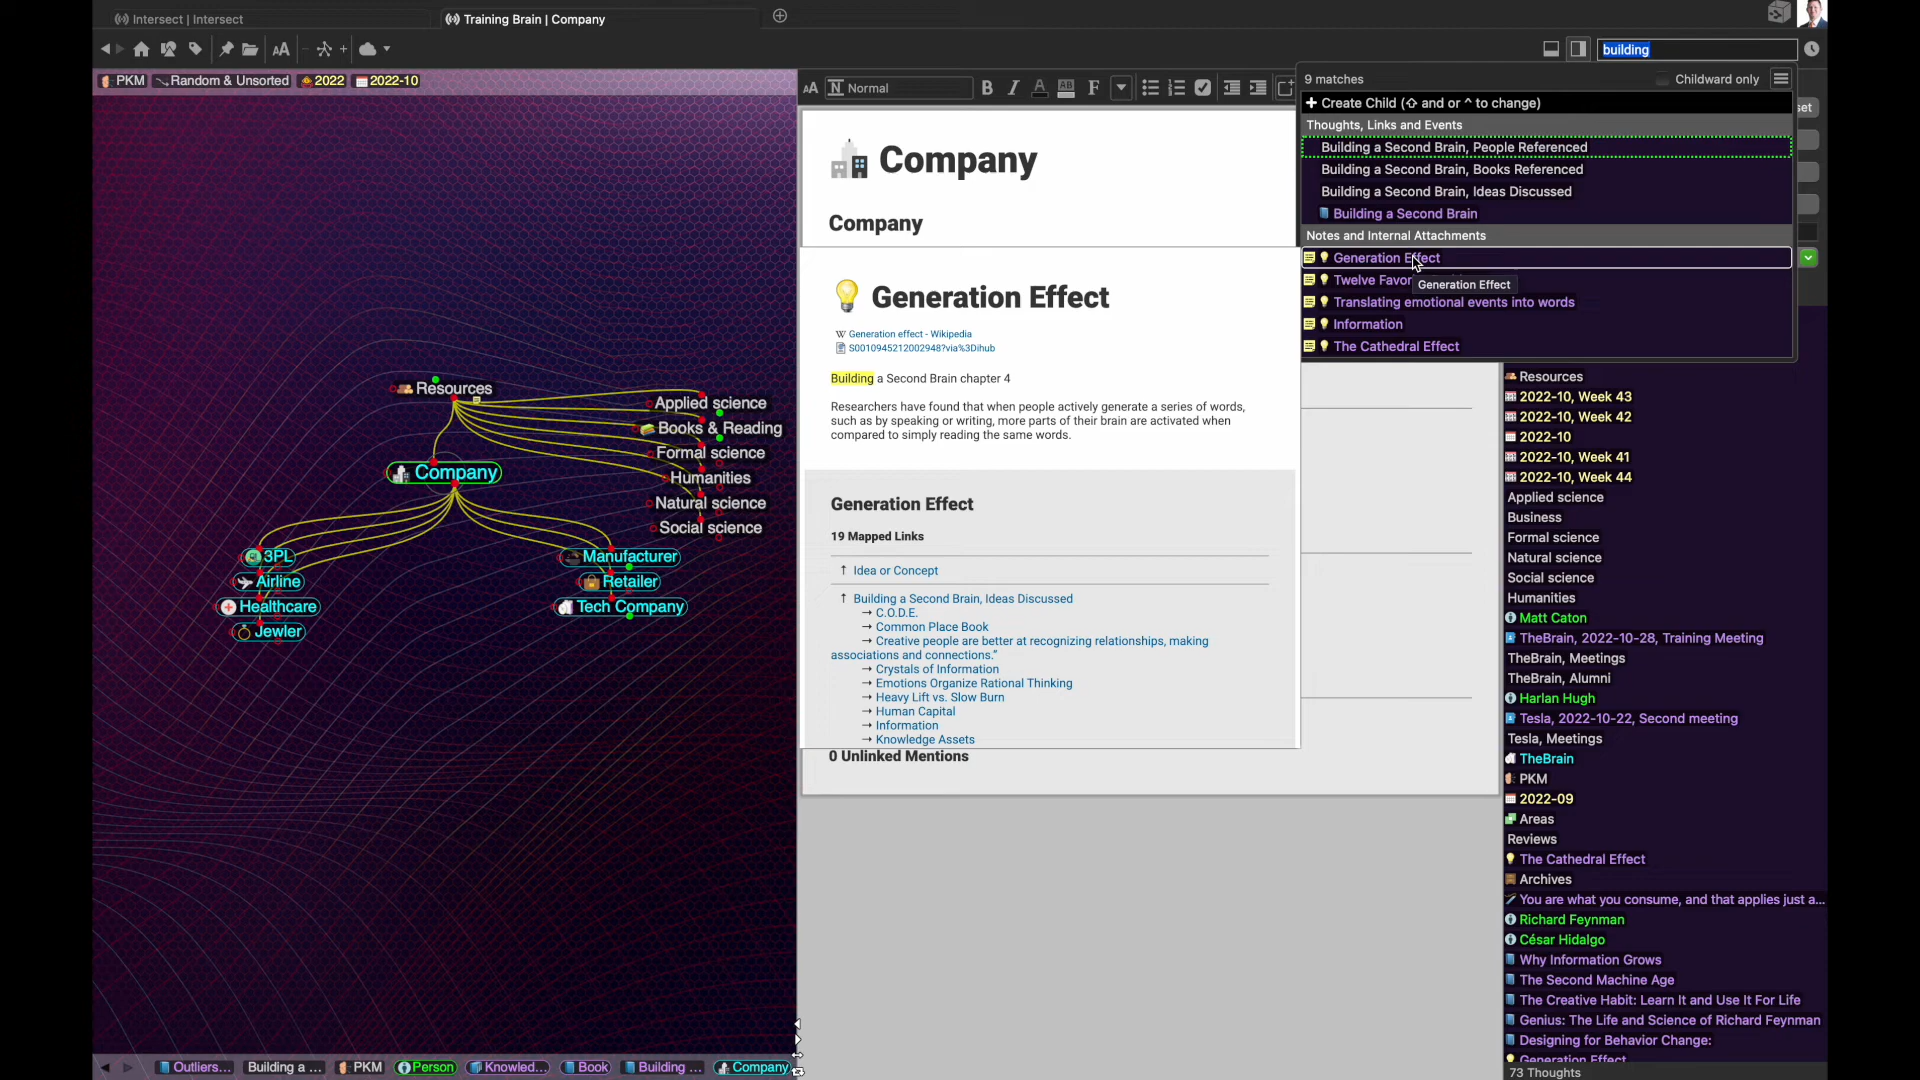 Intersect | Intersect
Training Brain | Company
building
PKM
Random & Unsorted
2022
2022-10
AA
N Normal
B I A AB F
9 matches
Childward only
Create Child (⇧ and or ^ to change)
Thoughts, Links and Events
Building a Second Brain, People Referenced
Building a Second Brain, Books Referenced
Building a Second Brain, Ideas Discussed
Building a Second Brain
Notes and Internal Attachments
Generation Effect
Twelve Favor
Generation Effect
Translating emotional events into words
Information
The Cathedral Effect
set
Company
Company
Generation Effect
Generation effect - Wikipedia
S0010945212002948?via%3Dihub
Building a Second Brain chapter 4
Researchers have found that when people actively generate a series of words,
such as by speaking or writing, more parts of their brain are activated when
compared to simply reading the same words.
Generation Effect
19 Mapped Links
↑ Idea or Concept
↑ Building a Second Brain, Ideas Discussed
→ C.O.D.E.
→ Common Place Book
→ Creative people are better at recognizing relationships, making
associations and connections.”
→ Crystals of Information
→ Emotions Organize Rational Thinking
→ Heavy Lift vs. Slow Burn
→ Human Capital
→ Information
→ Knowledge Assets
0 Unlinked Mentions
Resources
Applied science
Books & Reading
Formal science
Humanities
Natural science
Social science
Company
3PL
Airline
Healthcare
Jewler
Manufacturer
Retailer
Tech Company
Resources
2022-10, Week 43
2022-10, Week 42
2022-10
2022-10, Week 41
2022-10, Week 44
Applied science
Business
Formal science
Natural science
Social science
Humanities
Matt Caton
TheBrain, 2022-10-28, Training Meeting
TheBrain, Meetings
TheBrain, Alumni
Harlan Hugh
Tesla, 2022-10-22, Second meeting
Tesla, Meetings
TheBrain
PKM
2022-09
Areas
Reviews
The Cathedral Effect
Archives
You are what you consume, and that applies just a...
Richard Feynman
César Hidalgo
Why Information Grows
The Second Machine Age
The Creative Habit: Learn It and Use It For Life
Genius: The Life and Science of Richard Feynman
Designing for Behavior Change:
Generation Effect
73 Thoughts
Outliers...
Building a ...
PKM
Person
Knowled...
Book
Building ...
Company